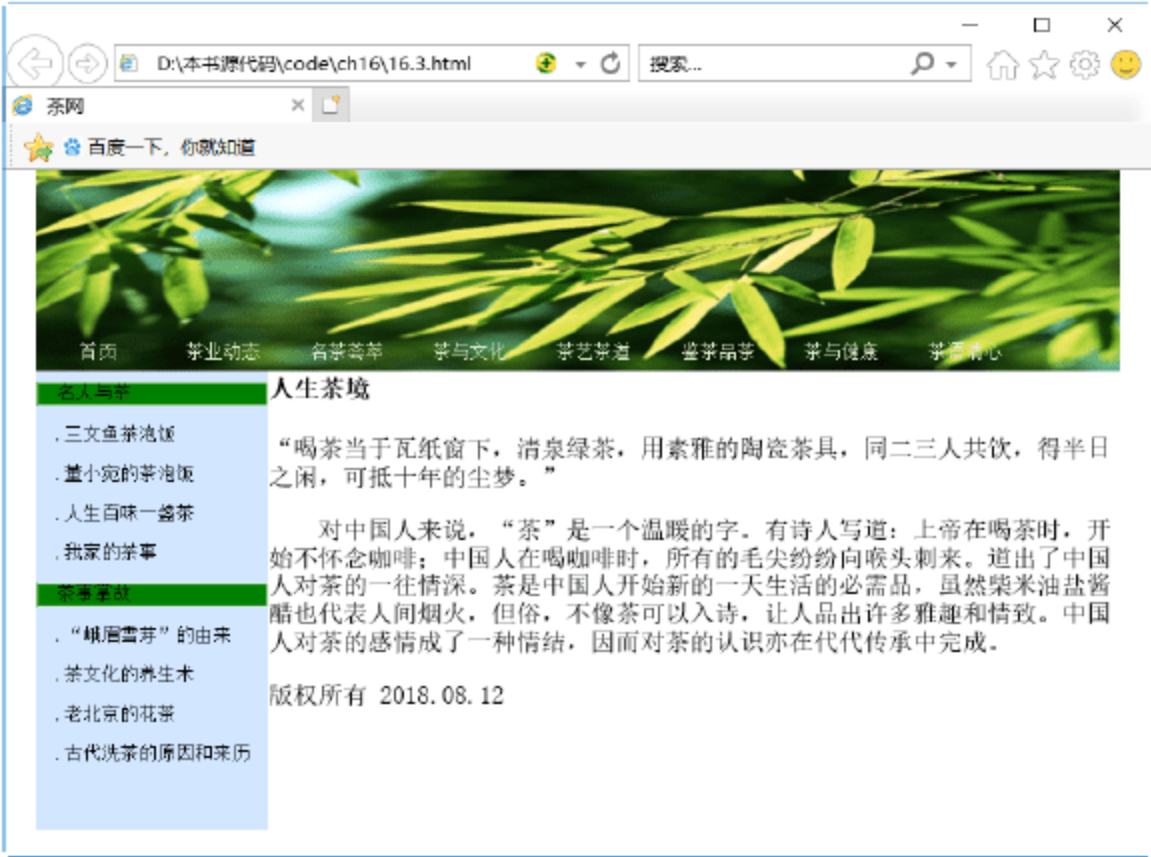 D:\本书源代码\code\ch16\16.3.html
搜索...
茶网
百度一下，你就知道
首页 茶业动态 名茶荟萃 茶与文化 茶艺茶道 鉴茶品茶 茶与健康 茶语清心
名人与茶
.三文鱼茶泡饭
.董小宛的茶泡饭
.人生百味一盏茶
.我家的茶事
茶事掌故
.“峨眉雪芽”的由来
.茶文化的养生术
.老北京的花茶
.古代洗茶的原因和来历
人生茶境
“喝茶当于瓦纸窗下，清泉绿茶，用素雅的陶瓷茶具，同二三人共饮，得半日
之闲，可抵十年的尘梦。”
对中国人来说，“茶”是一个温暖的字。有诗人写道：上帝在喝茶时，开
始不怀念咖啡；中国人在喝咖啡时，所有的毛尖纷纷向喉头刺来。道出了中国
人对茶的一往情深。茶是中国人开始新的一天生活的必需品，虽然柴米油盐酱
醋也代表人间烟火，但俗，不像茶可以入诗，让人品出许多雅趣和情致。中国
人对茶的感情成了一种情结，因而对茶的认识亦在代代传承中完成。
版权所有 2018.08.12